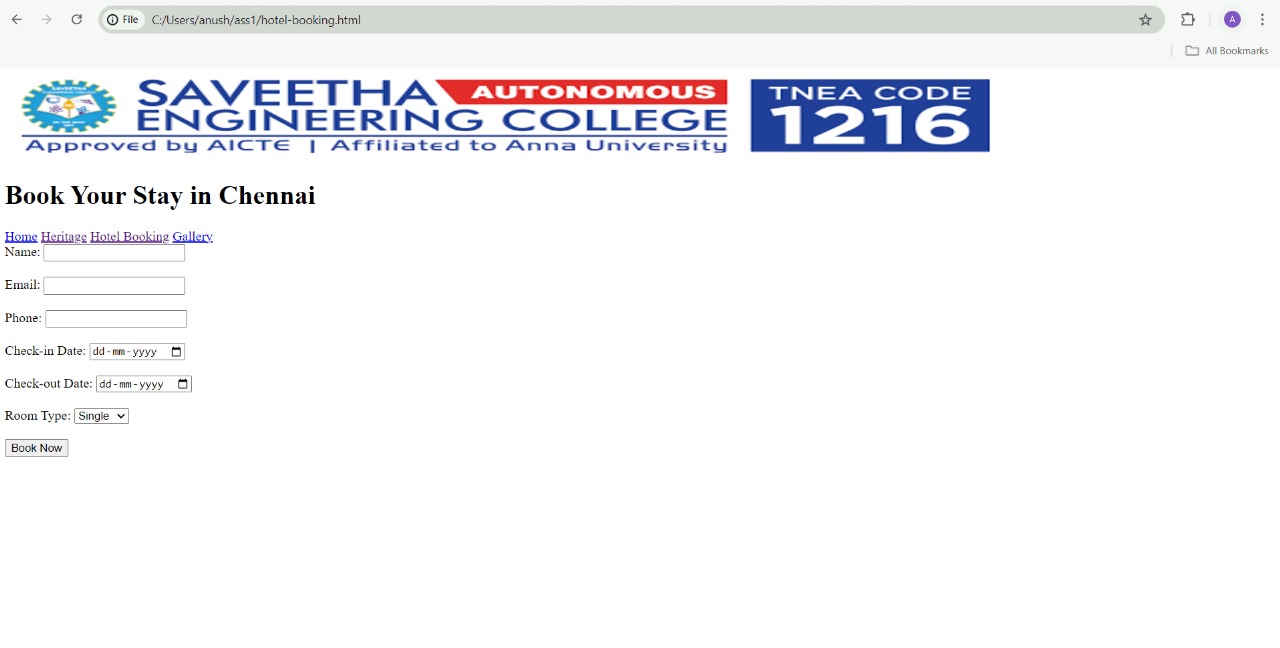 File C:/Users/anush/ass1/hotel-booking.html A
All Bookmarks
SAVEETHA AUTONOMOUS
ENGINEERING COLLEGE
Approved by AICTE | Affiliated to Anna University
TNEA CODE
1216
Book Your Stay in Chennai
Home Heritage Hotel Booking Gallery
Name:
Email:
Phone:
Check-in Date: dd-mm-yyyy
Check-out Date: dd-mm-yyyy
Room Type: Single
Book Now